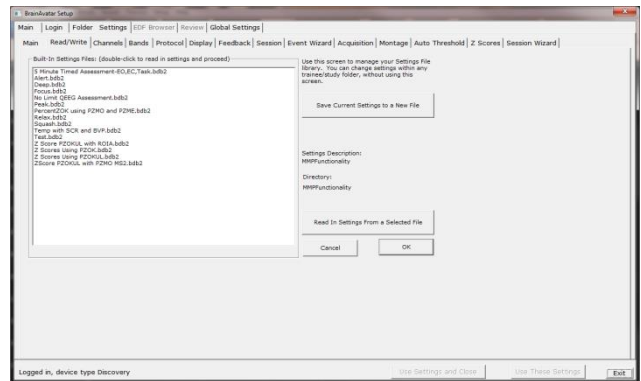 BrainAvatar Setup
Main Login Folder Settings EDF Browser Review Global Settings
Main Read/Write Channels Bands Protocol Display Feedback Session Event Wizard Acquisition Montage Auto Threshold Z Scores Session Wizard
Built-In Settings Files: (double-click to read in settings and proceed)
5 Minute Timed Assessment-EO,EC,Task.bdb2
Alert.bdb2
Deep.bdb2
Focus.bdb2
No Limit QEEG Assessment.bdb2
Peak.bdb2
PercentZOK using PZMO and PZME.bdb2
Relax.bdb2
Squash.bdb2
Temp with SCR and BVP.bdb2
Test.bdb2
Z Score PZOKUL with ROIA.bdb2
Z Scores Using PZOK.bdb2
Z Scores Using PZOKUL.bdb2
ZScore PZOKUL with PZMO MS2.bdb2
Use this screen to manage your Settings File
library. You can change settings within any
trainee/study folder, without using this
screen.
Save Current Settings to a New File
Settings Description:
MMPFunctionality
Directory:
MMPFunctionality
Read In Settings From a Selected File
Cancel OK
Logged in, device type Discovery
Use Settings and Close Use These Settings Exit